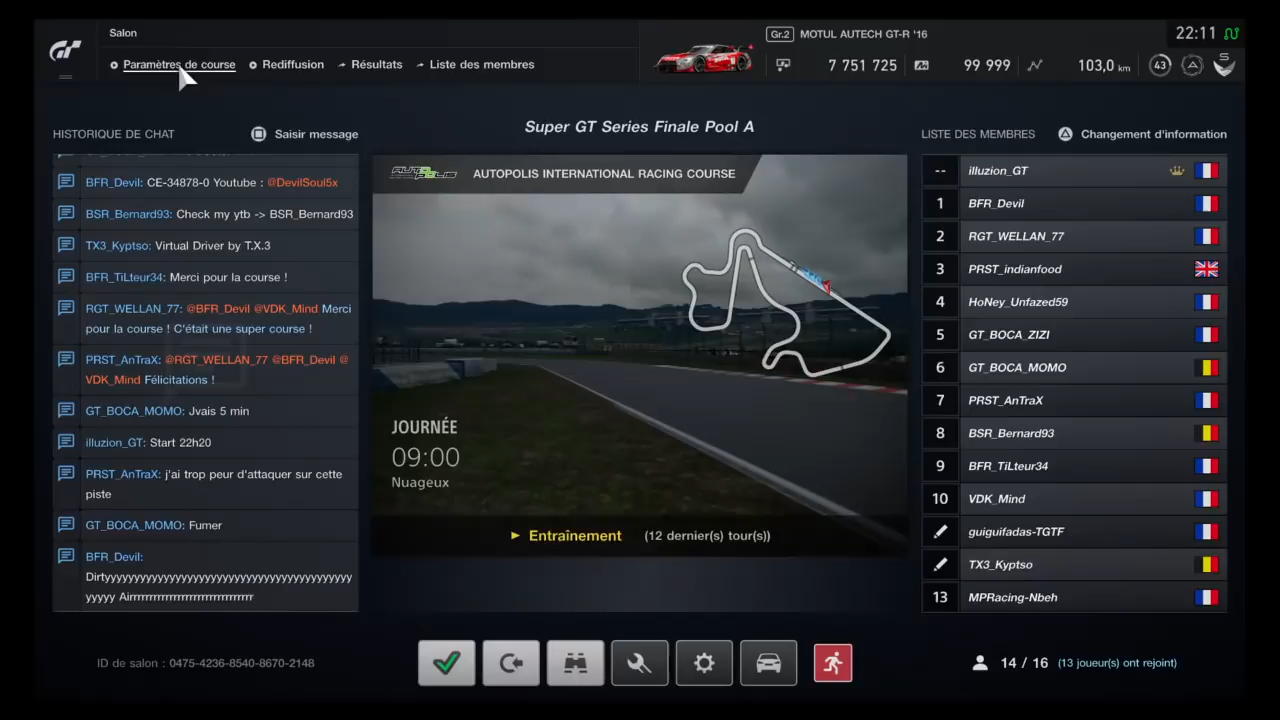 Salon
Paramètres de course
Rediffusion
Résultats
Liste des membres
Gr.2 MOTUL AUTECH GT-R '16
7 751 725
99 999
103,0 km
43
S
22:11
HISTORIQUE DE CHAT
Saisir message
BFR_Devil: CE-34878-0 Youtube : @DevilSoul5x
BSR_Bernard93: Check my ytb -> BSR_Bernard93
TX3_Kyptso: Virtual Driver by T.X.3
BFR_TiLteur34: Merci pour la course !
RGT_WELLAN_77: @BFR_Devil @VDK_Mind Merci
pour la course ! C'était une super course !
PRST_AnTraX: @RGT_WELLAN_77 @BFR_Devil @
VDK_Mind Félicitations !
GT_BOCA_MOMO: Jvais 5 min
illuzion_GT: Start 22h20
PRST_AnTraX: j'ai trop peur d'attaquer sur cette
piste
GT_BOCA_MOMO: Fumer
BFR_Devil:
ID de salon : 0475-4236-8540-8670-2148
Super GT Series Finale Pool A
AUTOPOLIS
AUTOPOLIS INTERNATIONAL RACING COURSE
JOURNÉE
09:00
Nuageux
Entraînement (12 dernier(s) tour(s))
LISTE DES MEMBRES
Changement d'information
-- illuzion_GT
1 BFR_Devil
2 RGT_WELLAN_77
3 PRST_indianfood
4 HoNey_Unfazed59
5 GT_BOCA_ZIZI
6 GT_BOCA_MOMO
7 PRST_AnTraX
8 BSR_Bernard93
9 BFR_TiLteur34
10 VDK_Mind
guiguifadas-TGTF
TX3_Kyptso
13 MPRacing-Nbeh
14 / 16 (13 joueur(s) ont rejoint)